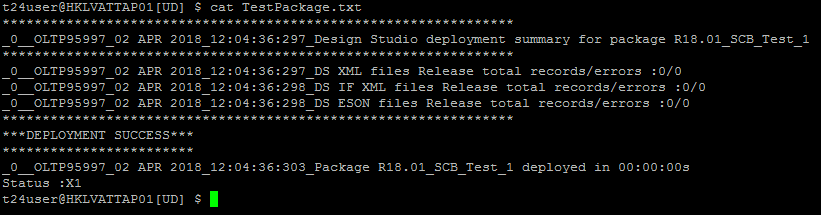 t24user@HKLVATTAP01[UD] $ cat TestPackage.txt
****************************************************************
_0__OLTP95997_02 APR 2018_12:04:36:297_Design Studio deployment summary for package R18.01_SCB_Test_1
****************************************************************
_0__OLTP95997_02 APR 2018_12:04:36:297_DS XML files Release total records/errors :0/0
_0__OLTP95997_02 APR 2018_12:04:36:298_DS IF XML files Release total records/errors :0/0
_0__OLTP95997_02 APR 2018_12:04:36:298_DS ESON files Release total records/errors :0/0
****************************************************************
***DEPLOYMENT SUCCESS***
************************
_0__OLTP95997_02 APR 2018_12:04:36:303_Package R18.01_SCB_Test_1 deployed in 00:00:00s
Status :X1
t24user@HKLVATTAP01[UD] $